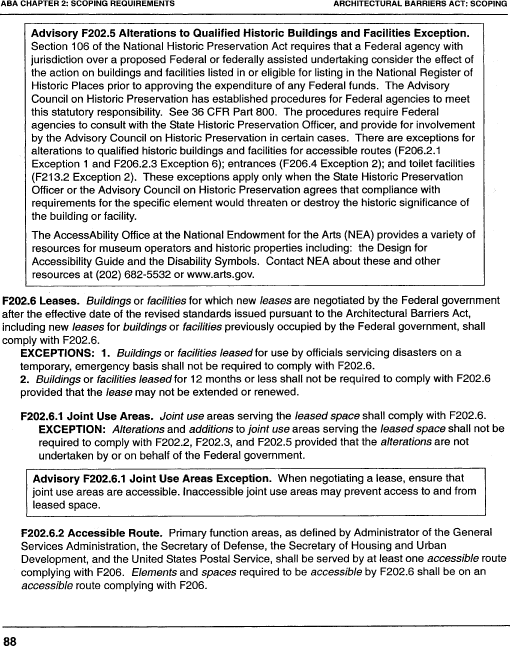 ABA CHAPTER 2: SCOPING REQUIREMENTS ARCHITECTURAL BARRIERS ACT: SCOPING
Advisory F202.5 Alterations to Qualified Historic Buildings and Facilities Exception.
Section 106 of the National Historic Preservation Act requires that a Federal agency with
jurisdiction over a proposed Federal or federally assisted undertaking consider the effect of
the action on buildings and facilities listed in or eligible for listing in the National Register of
Historic Places prior to approving the expenditure of any Federal funds. The Advisory
Council on Historic Preservation has established procedures for Federal agencies to meet
this statutory responsibility. See 36 CFR Part 800. The procedures require Federal
agencies to consult with the State Historic Preservation Officer, and provide for involvement
by the Advisory Council on Historic Preservation in certain cases. There are exceptions for
alterations to qualified historic buildings and facilities for accessible routes (F206.2.1
Exception 1 and F206.2.3 Exception 6); entrances (F206.4 Exception 2); and toilet facilities
(F213.2 Exception 2). These exceptions apply only when the State Historic Preservation
Officer or the Advisory Council on Historic Preservation agrees that compliance with
requirements for the specific element would threaten or destroy the historic significance of
the building or facility.
The AccessAbility Office at the National Endowment for the Arts (NEA) provides a variety of
resources for museum operators and historic properties including: the Design for
Accessibility Guide and the Disability Symbols. Contact NEA about these and other
resources at (202) 682-5532 or www.arts.gov.
F202.6 Leases. Buildings or facilities for which new leases are negotiated by the Federal government
after the effective date of the revised standards issued pursuant to the Architectural Barriers Act,
including new leases for buildings or facilities previously occupied by the Federal government, shall
comply with F202.6.
EXCEPTIONS: 1. Buildings or facilities leased for use by officials servicing disasters on a
temporary, emergency basis shall not be required to comply with F202.6.
2. Buildings or facilities leased for 12 months or less shall not be required to comply with F202.6
provided that the lease may not be extended or renewed.
F202.6.1 Joint Use Areas. Joint use areas serving the leased space shall comply with F202.6.
EXCEPTION: Alterations and additions to joint use areas serving the leased space shall not be
required to comply with F202.2, F202.3, and F202.5 provided that the alterations are not
undertaken by or on behalf of the Federal government.
Advisory F202.6.1 Joint Use Areas Exception. When negotiating a lease, ensure that
joint use areas are accessible. Inaccessible joint use areas may prevent access to and from
leased space.
F202.6.2 Accessible Route. Primary function areas, as defined by Administrator of the General
Services Administration, the Secretary of Defense, the Secretary of Housing and Urban
Development, and the United States Postal Service, shall be served by at least one accessible route
complying with F206. Elements and spaces required to be accessible by F202.6 shall be on an
accessible route complying with F206.
88